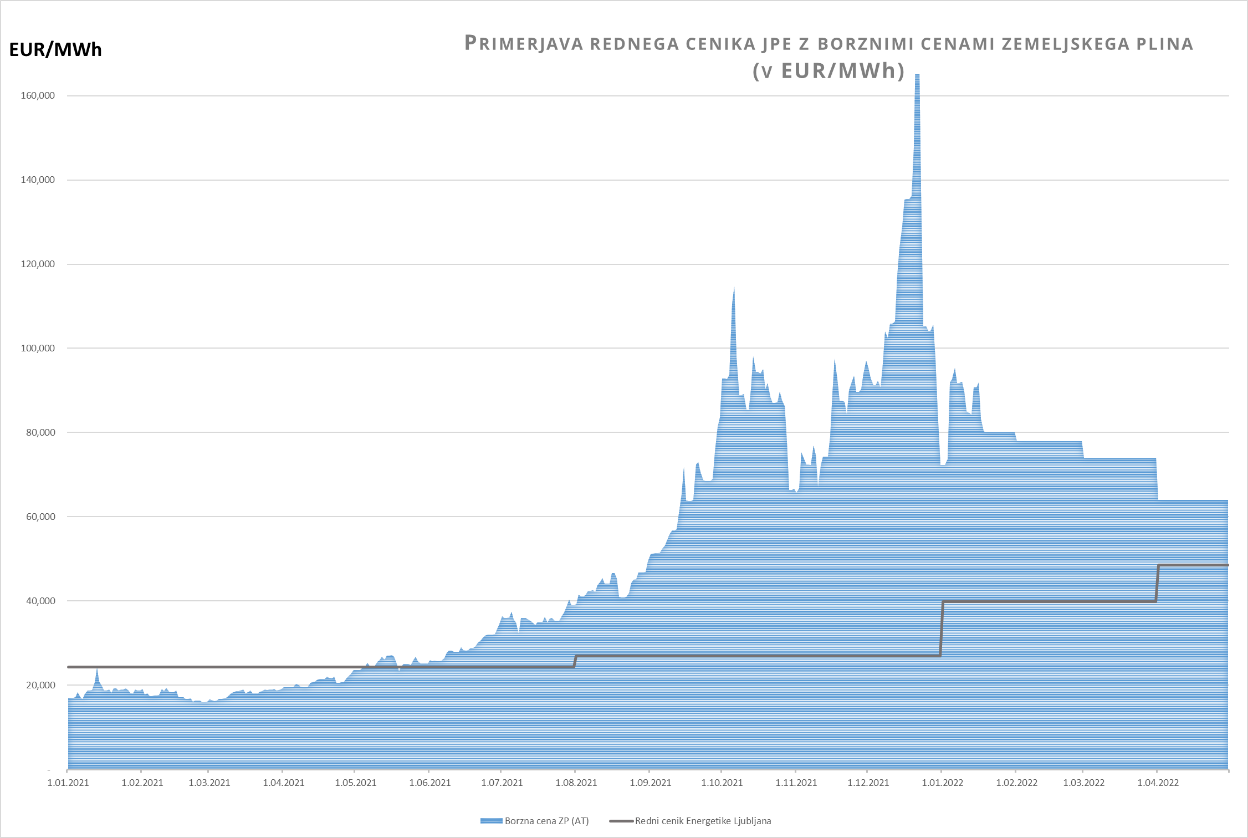 EUR/MWh
PRIMERJAVA REDNEGA CENIKA JPE Z BORZNIMI CENAMI ZEMELJSKEGA PLINA
(V EUR/MWh)
160,000
140,000
120,000
100,000
80,000
60,000
40,000
20,000
-
1.01.2021 1.02.2021 1.03.2021 1.04.2021 1.05.2021 1.06.2021 1.07.2021 1.08.2021 1.09.2021 1.10.2021 1.11.2021 1.12.2021 1.01.2022 1.02.2022 1.03.2022 1.04.2022
Borzna cena ZP (AT) Redni cenik Energetike Ljubljana